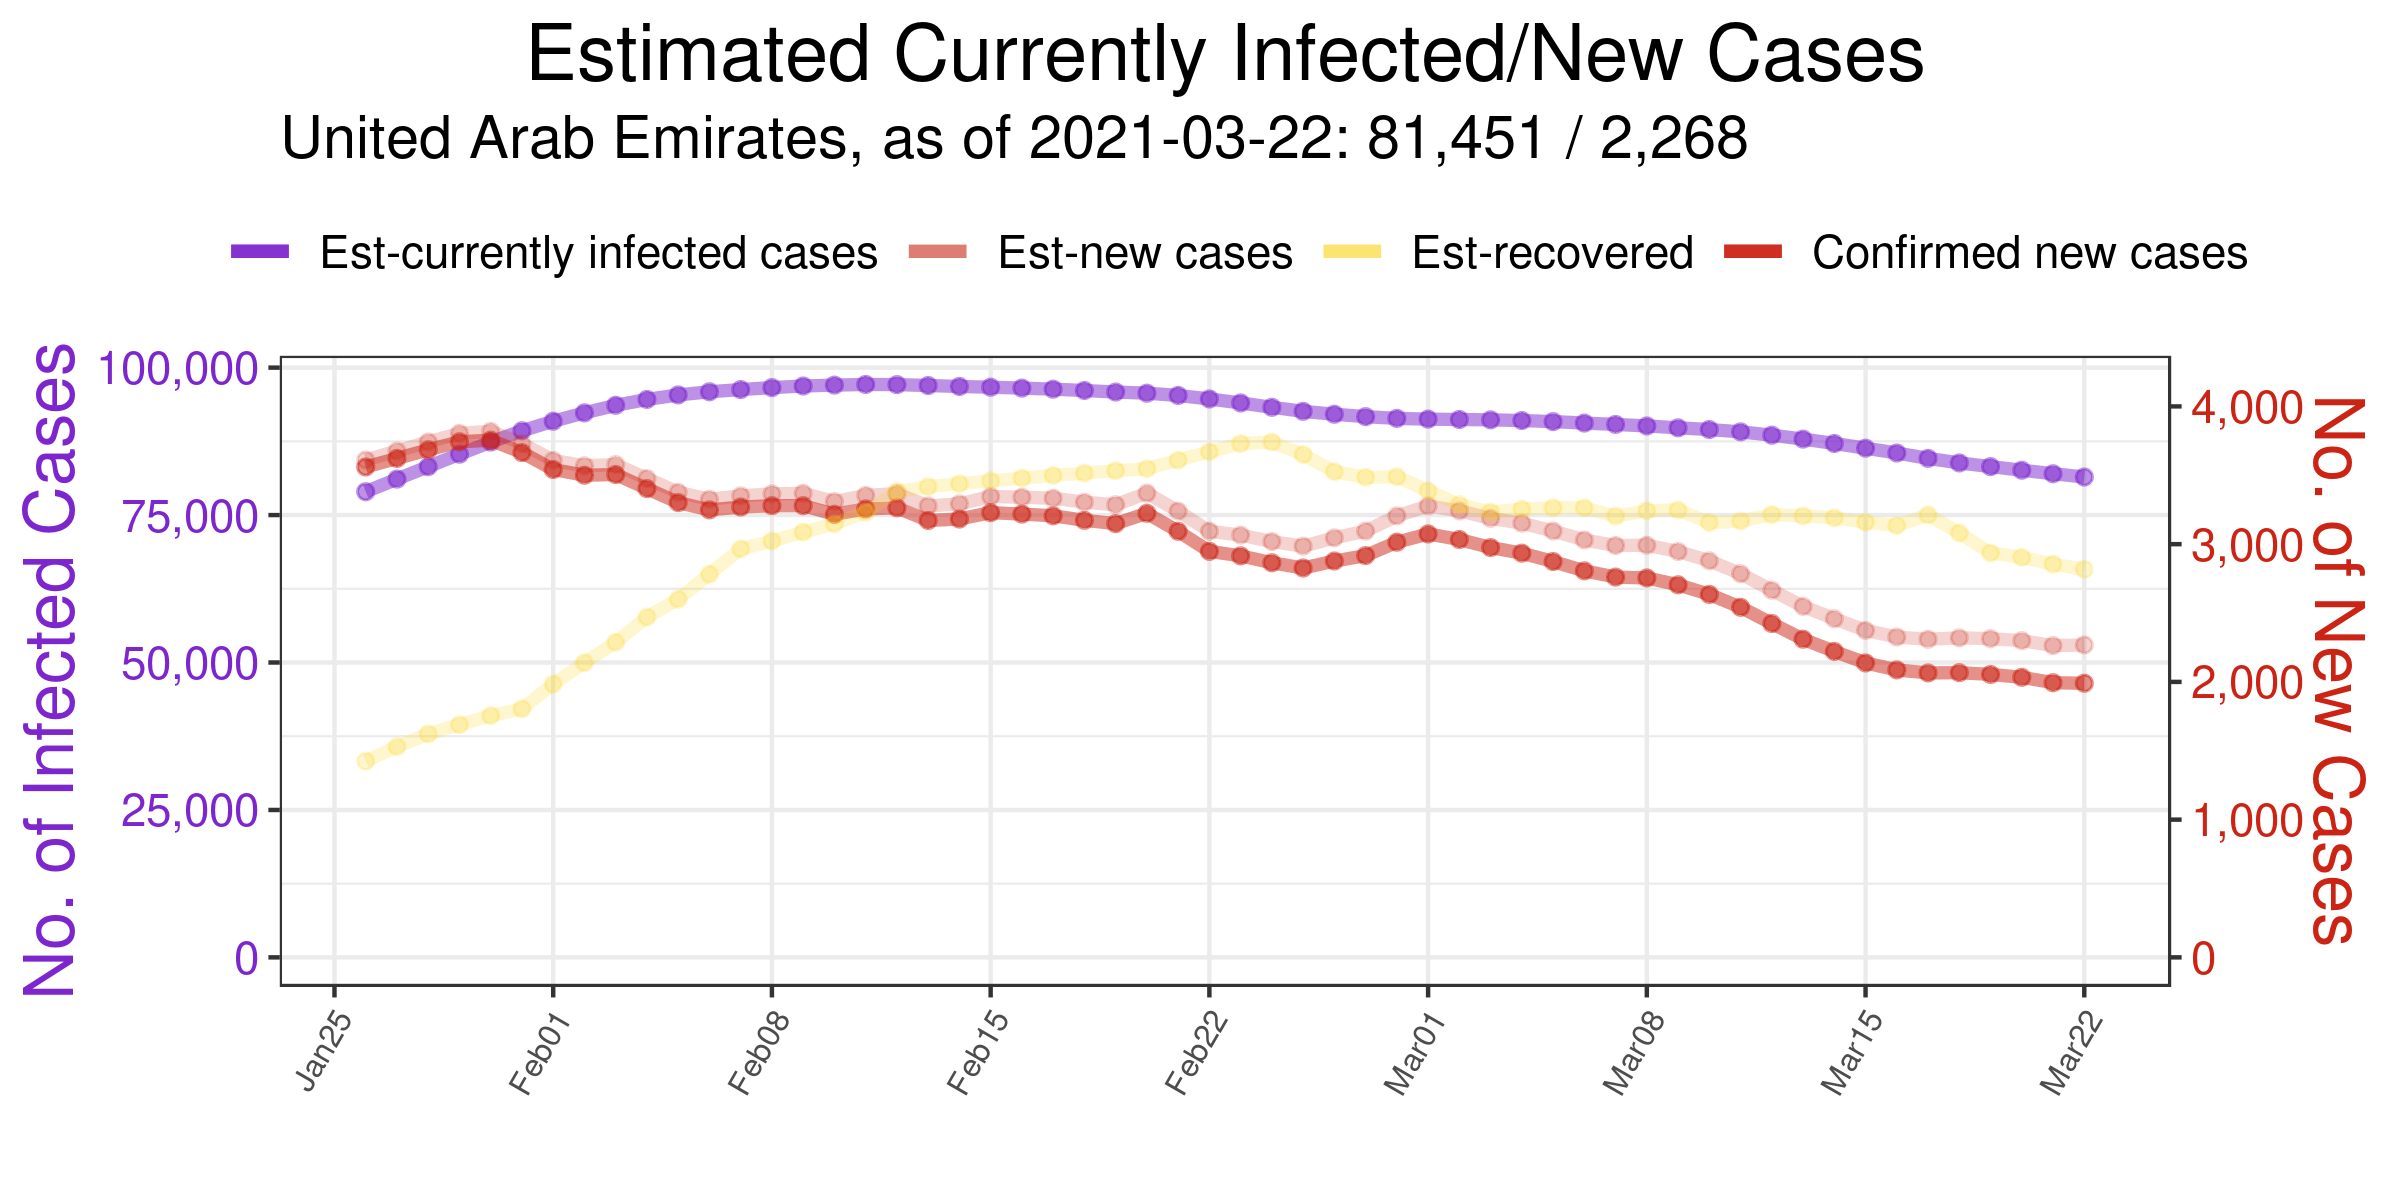 Estimated Currently Infected/New Cases
United Arab Emirates, as of 2021-03-22: 81,451 / 2,268
Est-currently infected cases Est-new cases Est-recovered Confirmed new cases
No. of Infected Cases
100,000
75,000
50,000
25,000
0
4,000
3,000
2,000
1,000
0
No. of New Cases
Jan25 Feb01 Feb08 Feb15 Feb22 Mar01 Mar08 Mar15 Mar22